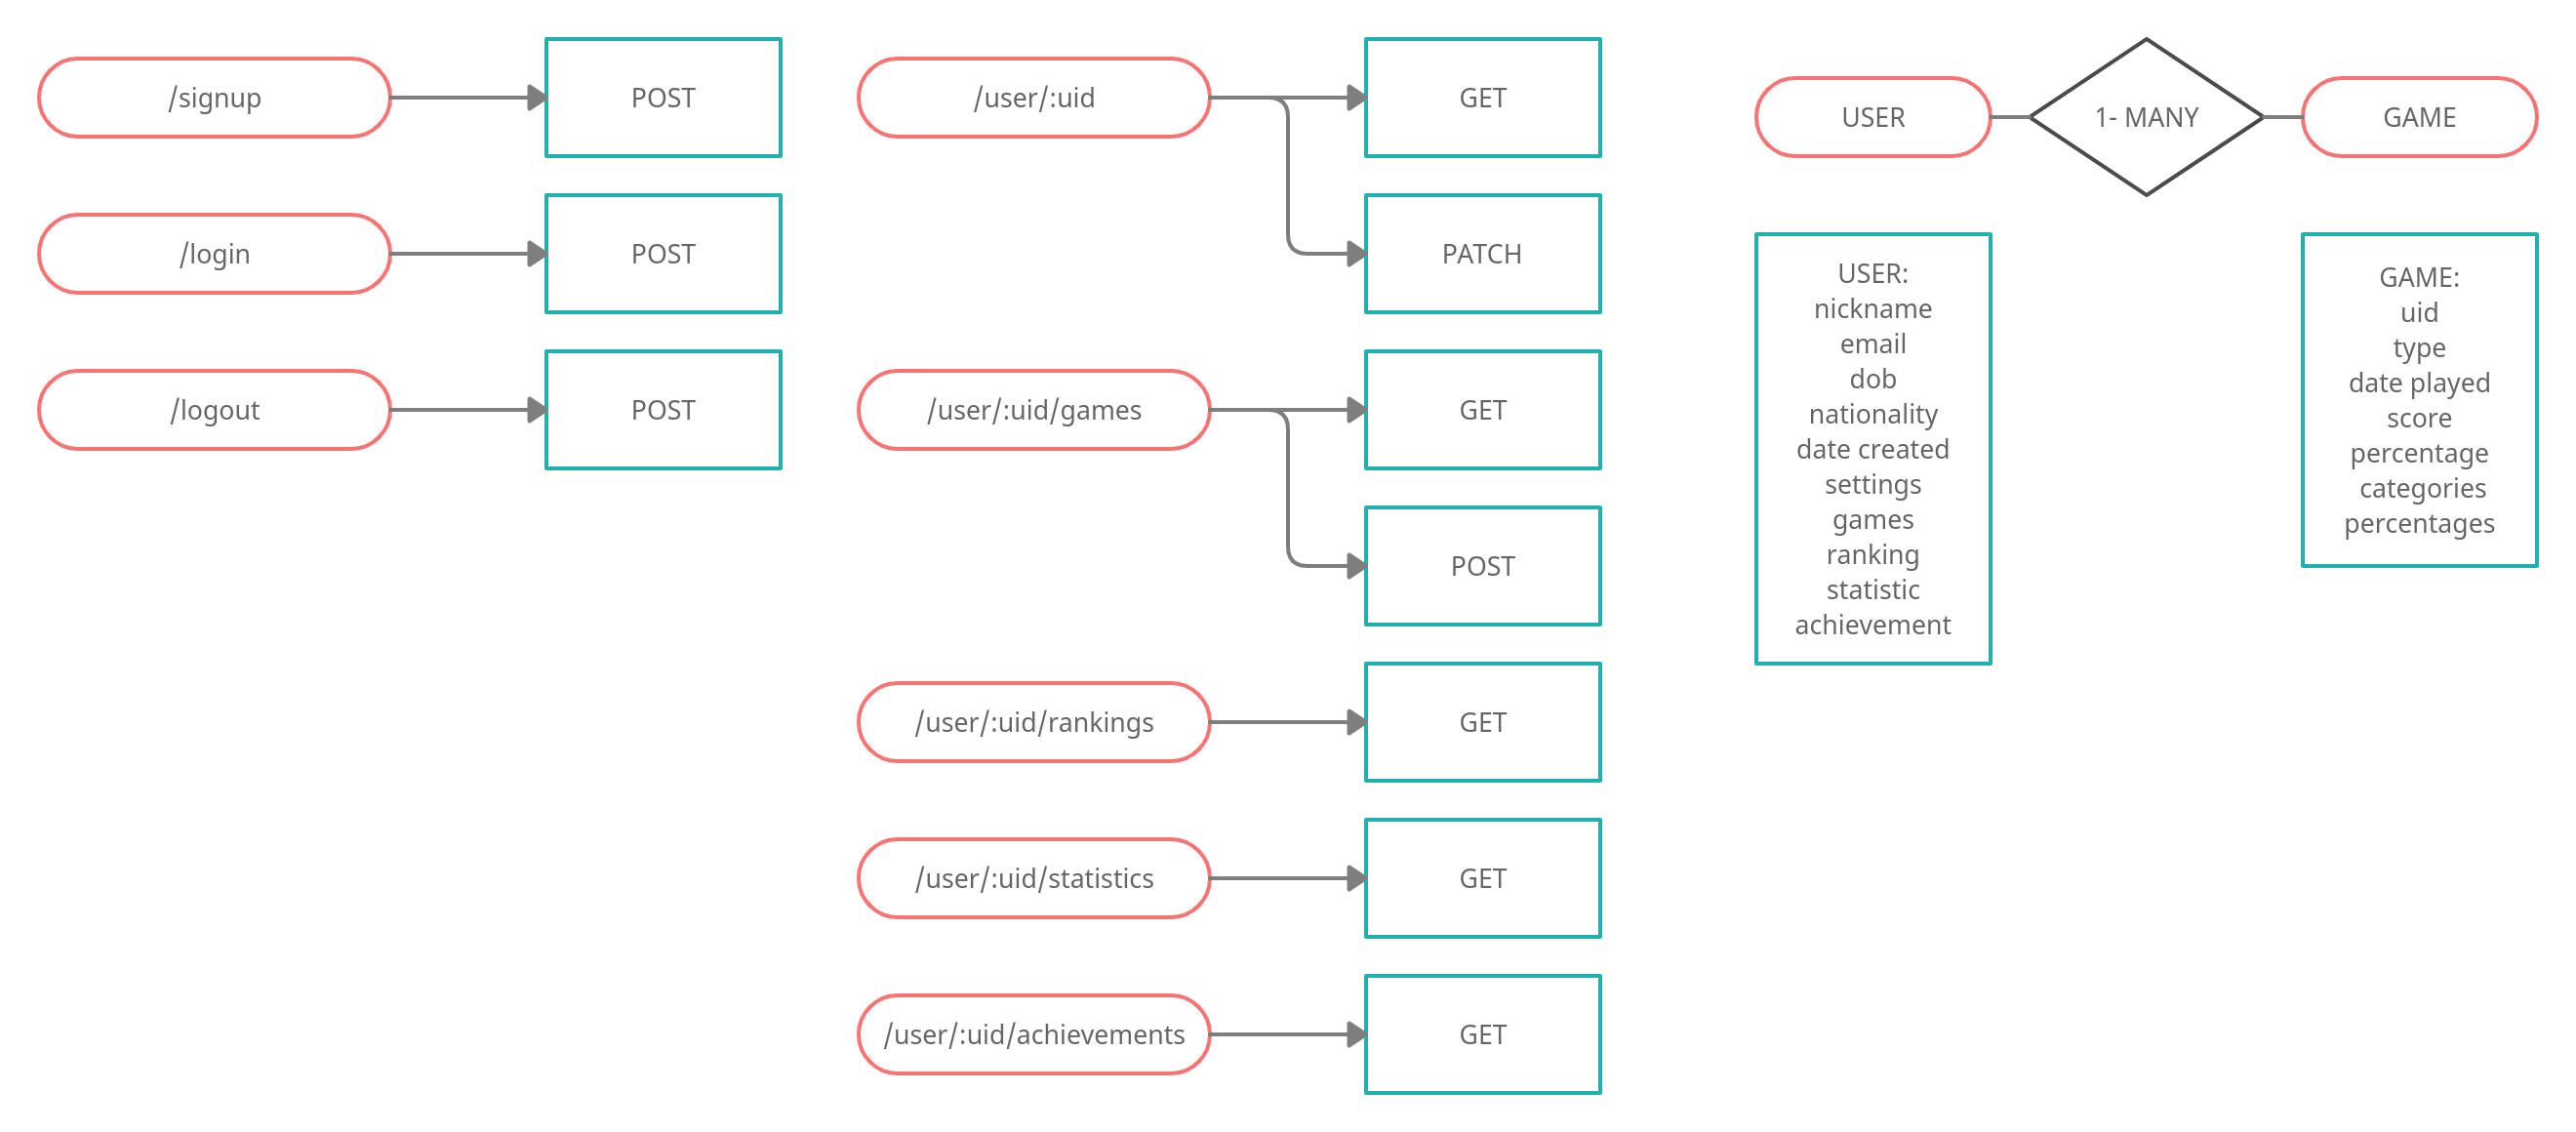 /signup
POST
/login
POST
/logout
POST
/user/:uid
GET
PATCH
/user/:uid/games
GET
POST
/user/:uid/rankings
GET
/user/:uid/statistics
GET
/user/:uid/achievements
GET
USER
1- MANY
GAME
USER:
nickname
email
dob
nationality
date created
settings
games
ranking
statistic
achievement
GAME:
uid
type
date played
score
percentage
categories
percentages